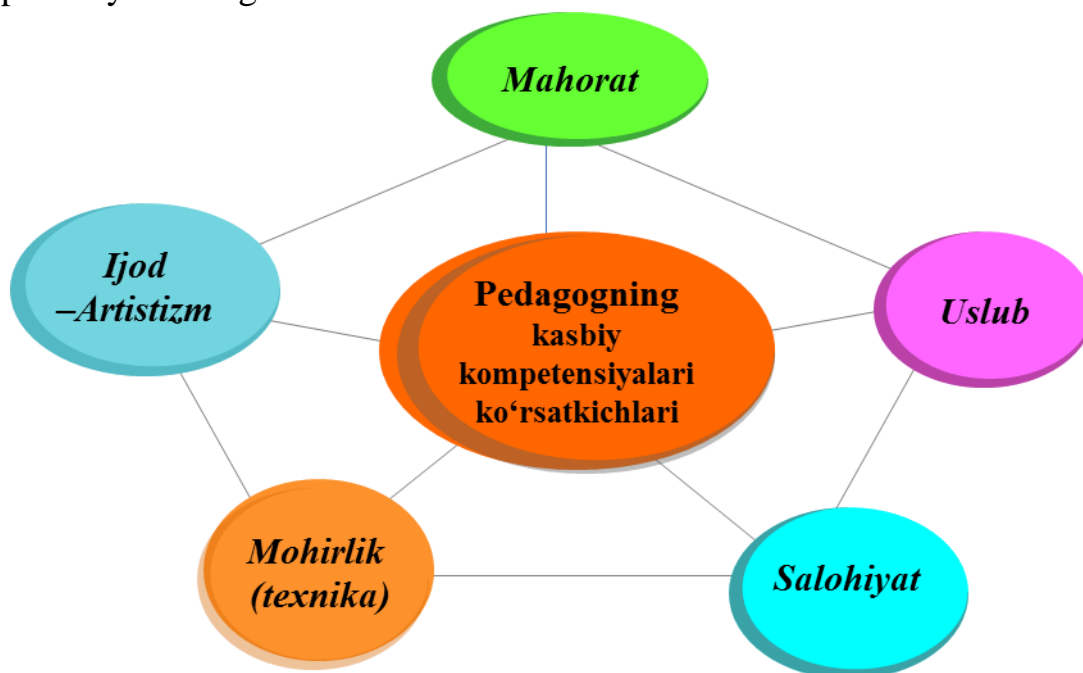 Mahorat
Ijod
–Artistizm
Pedagogning
kasbiy
kompetensiyalari
ko‘rsatkichlari
Uslub
Mohirlik
(texnika)
Salohiyat